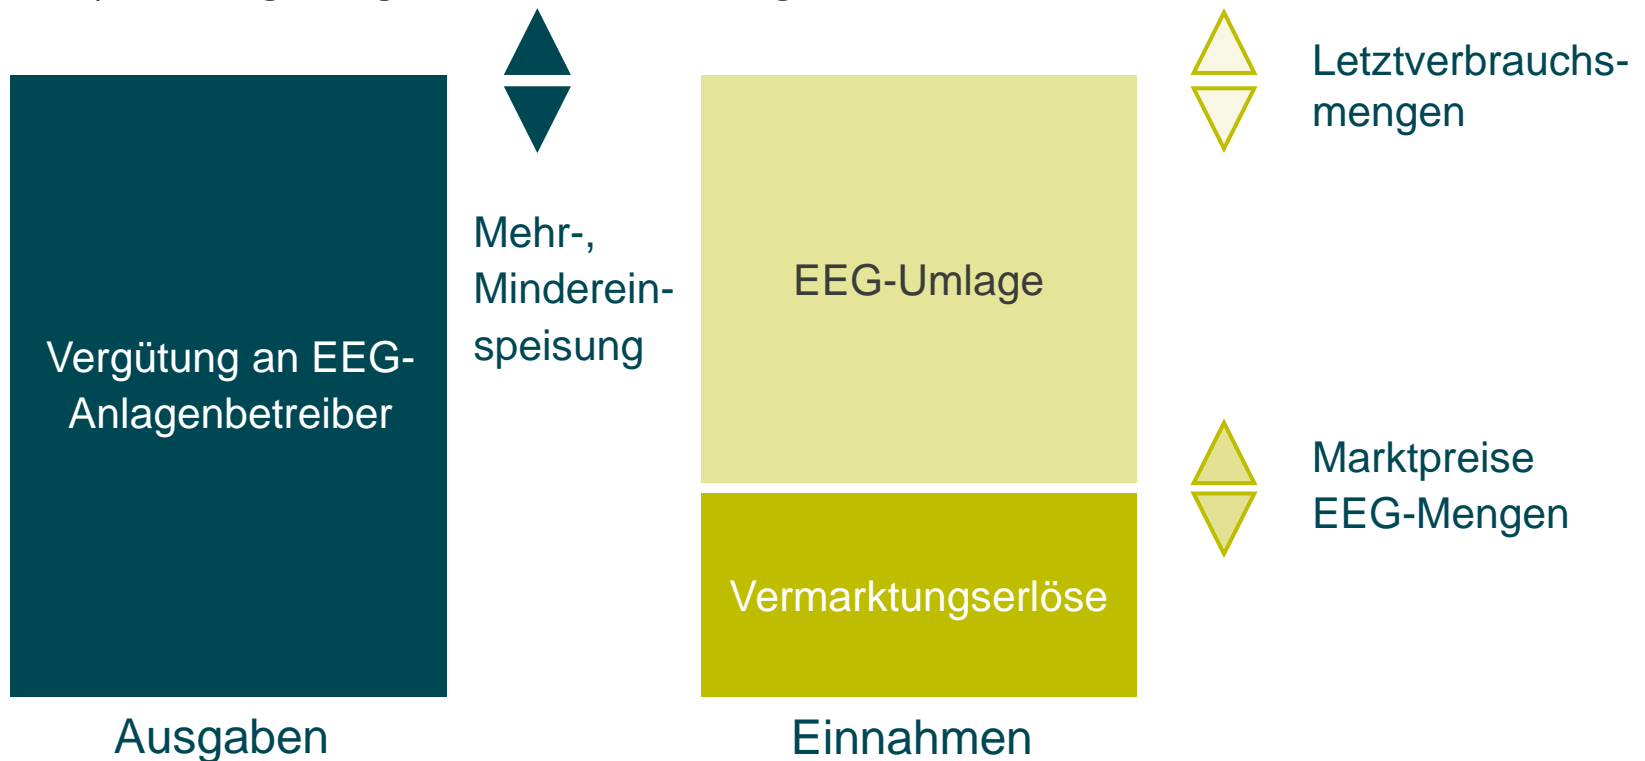 Letztverbrauchs-
mengen
Mehr-,
Minderein-
speisung
EEG-Umlage
Vergütung an EEG-
Anlagenbetreiber
Marktpreise
EEG-Mengen
Vermarktungserlöse
Ausgaben
Einnahmen